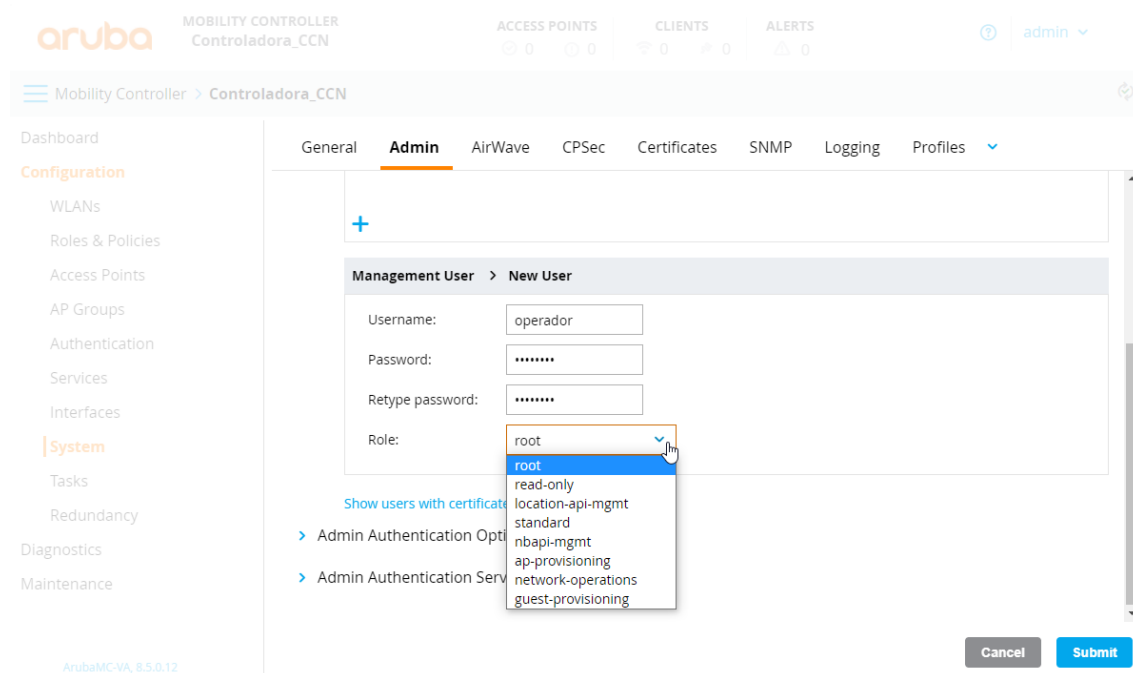 aruba
MOBILITY CONTROLLER
Controladora_CCN
ACCESS POINTS
0 0
CLIENTS
0 0
ALERTS
0
? admin
Mobility Controller > Controladora_CCN
Dashboard
Configuration
WLANs
Roles & Policies
Access Points
AP Groups
Authentication
Services
Interfaces
System
Tasks
Redundancy
Diagnostics
Maintenance
ArubaMC-VA, 8.5.0.12
General Admin AirWave CPSec Certificates SNMP Logging Profiles
+
Management User > New User
Username: operador
Password: ••••••••
Retype password: ••••••••
Role: root
root
read-only
location-api-mgmt
standard
nbapi-mgmt
ap-provisioning
network-operations
guest-provisioning
Show users with certificate
> Admin Authentication Opti
> Admin Authentication Serv
Cancel Submit